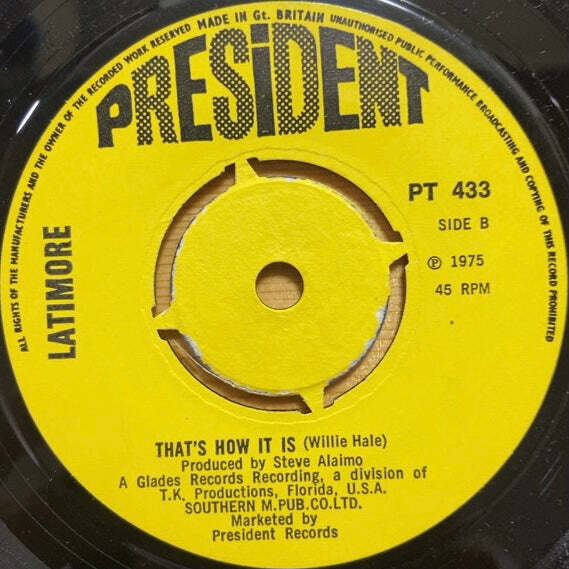 ALL RIGHTS OF THE MANUFACTURERS AND THE OWNER OF THE RECORDED WORK RESERVED MADE IN Gt. BRITAIN UNAUTHORISED PUBLIC PERFORMANCE BROADCASTING AND COPYING OF THIS RECORD PROHIBITED
PRESiDENT
LATIMORE
PT 433
SIDE B
℗ 1975
45 RPM
THAT'S HOW IT IS (Willie Hale)
Produced by Steve Alaimo
A Glades Records Recording, a division of
T.K. Productions, Florida, U.S.A.
SOUTHERN M.PUB.CO.LTD.
Marketed by
President Records